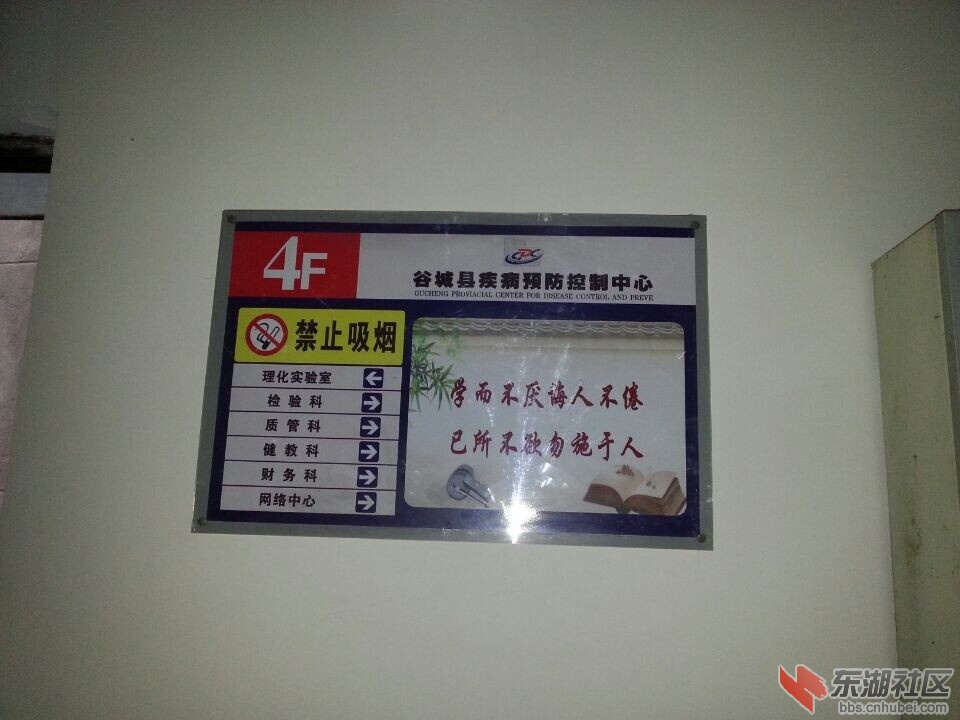 4F
CDC
谷城县疾病预防控制中心
GUCHENG PROVIACIAL CENTER FOR DISEASE CONTROL AND PREVE
禁止吸烟
理化实验室
检验科
质管科
健教科
财务科
网络中心
学而不厌诲人不倦
已所不欲勿施于人
东湖社区
bbs.cnhubei.com